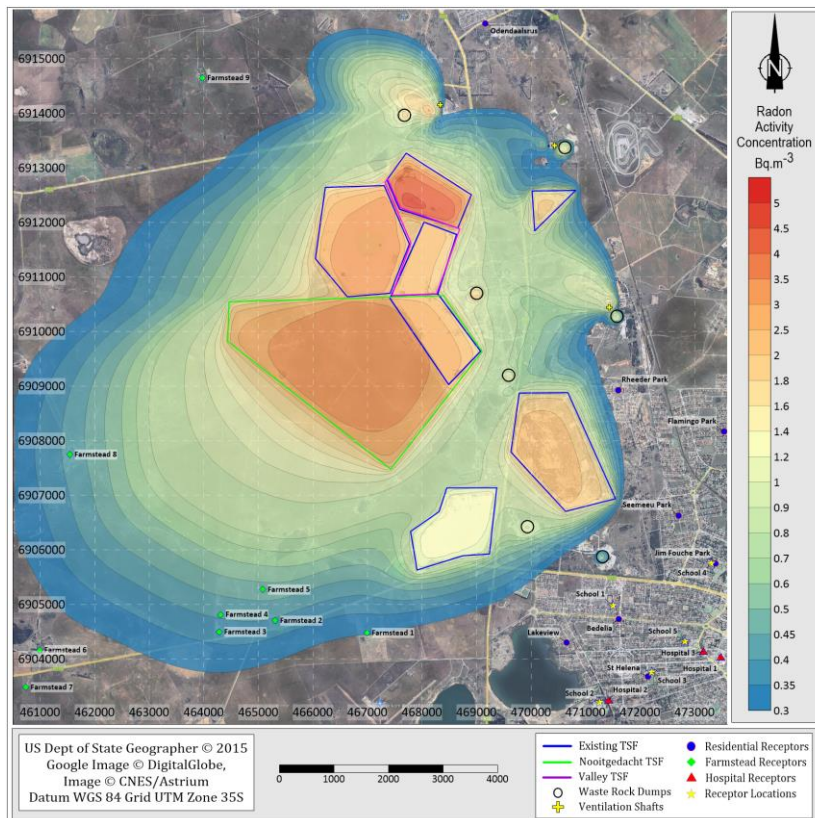 Odendaalsrus
6915000
Farmstead 9
6914000
6913000
6912000
6911000
6910000
6909000
Rheeder Park
Flamingo Park
6908000
Farmstead 8
6907000
Seemeeu Park
6906000
Jim Fouche Park
School 4
Farmstead 5
School 1
6905000
Farmstead 4
Farmstead 2
Bedelia
Farmstead 3
Farmstead 1
Lakeview
School 5
Farmstead 6
Hospital 3
6904000
Hospital 1
St Helena
School 3
Farmstead 7
School 2
Hospital 2
461000 462000 463000 464000 465000 466000 467000 468000 469000 470000 471000 472000 473000
N
Radon
Activity
Concentration
Bq.m-3
5
4.5
4
3.5
3
2.5
2
1.8
1.6
1.4
1.2
1
0.9
0.8
0.7
0.6
0.5
0.45
0.4
0.35
0.3
US Dept of State Geographer © 2015
Google Image © DigitalGlobe,
Image © CNES/Astrium
Datum WGS 84 Grid UTM Zone 35S
0 1000 2000 3000 4000
Existing TSF
Nooitgedacht TSF
Valley TSF
Waste Rock Dumps
Ventilation Shafts
Residential Receptors
Farmstead Receptors
Hospital Receptors
Receptor Locations